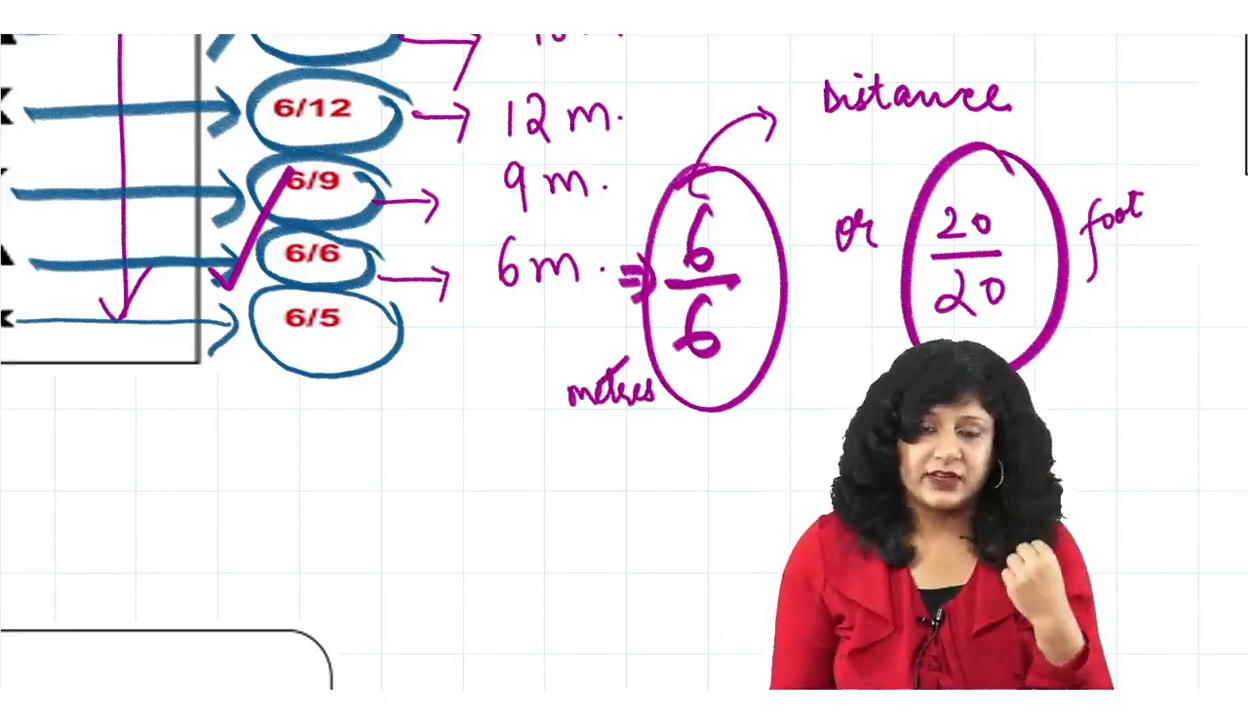 6/12 12 m.
Distance
6/9 9 m.
6/6 6 m.
6/6 or 20/20 foot
6/5
metres